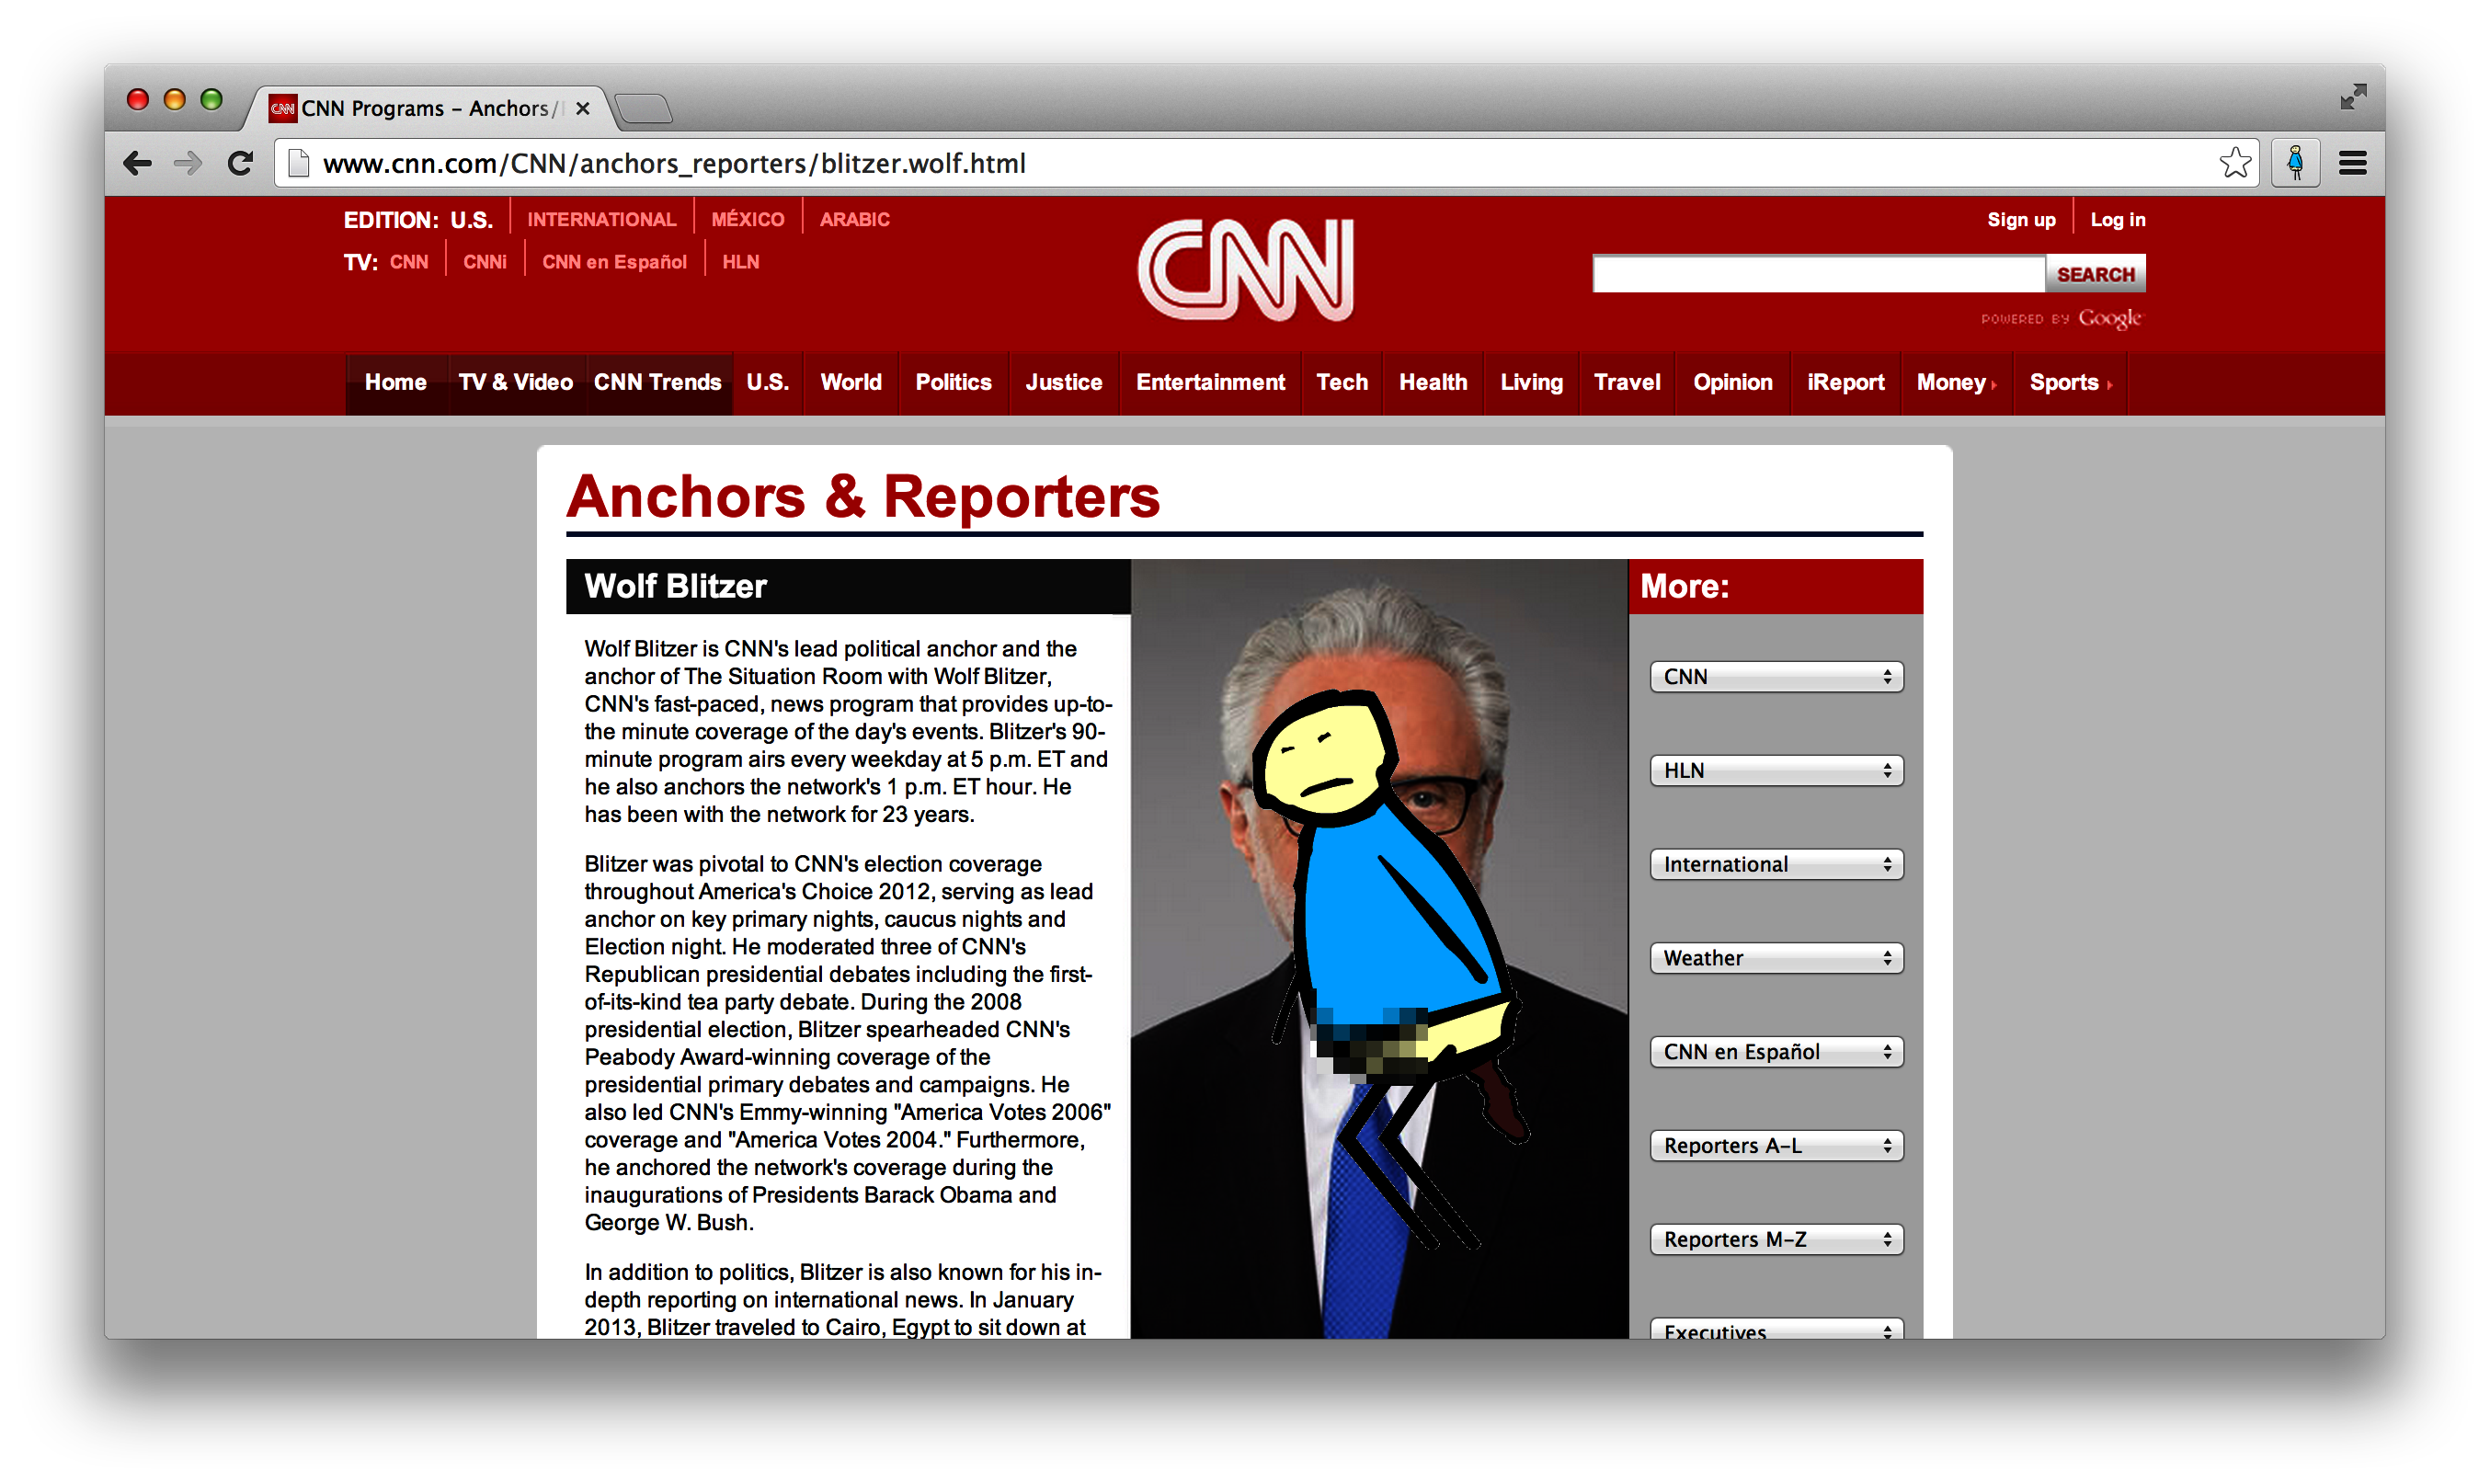 CNN CNN Programs – Anchors/
www.cnn.com/CNN/anchors_reporters/blitzer.wolf.html
EDITION: U.S. INTERNATIONAL MÉXICO ARABIC
TV: CNN CNNi CNN en Español HLN
CNN
Sign up Log in
SEARCH
POWERED BY Google
Home TV & Video CNN Trends U.S. World Politics Justice Entertainment Tech Health Living Travel Opinion iReport Money Sports
Anchors & Reporters
Wolf Blitzer
Wolf Blitzer is CNN's lead political anchor and the
anchor of The Situation Room with Wolf Blitzer,
CNN's fast-paced, news program that provides up-to-
the minute coverage of the day's events. Blitzer's 90-
minute program airs every weekday at 5 p.m. ET and
he also anchors the network's 1 p.m. ET hour. He
has been with the network for 23 years.
Blitzer was pivotal to CNN's election coverage
throughout America's Choice 2012, serving as lead
anchor on key primary nights, caucus nights and
Election night. He moderated three of CNN's
Republican presidential debates including the first-
of-its-kind tea party debate. During the 2008
presidential election, Blitzer spearheaded CNN's
Peabody Award-winning coverage of the
presidential primary debates and campaigns. He
also led CNN's Emmy-winning "America Votes 2006"
coverage and "America Votes 2004." Furthermore,
he anchored the network's coverage during the
inaugurations of Presidents Barack Obama and
George W. Bush.
In addition to politics, Blitzer is also known for his in-
depth reporting on international news. In January
2013, Blitzer traveled to Cairo, Egypt to sit down at
More:
CNN
HLN
International
Weather
CNN en Español
Reporters A-L
Reporters M-Z
Executives